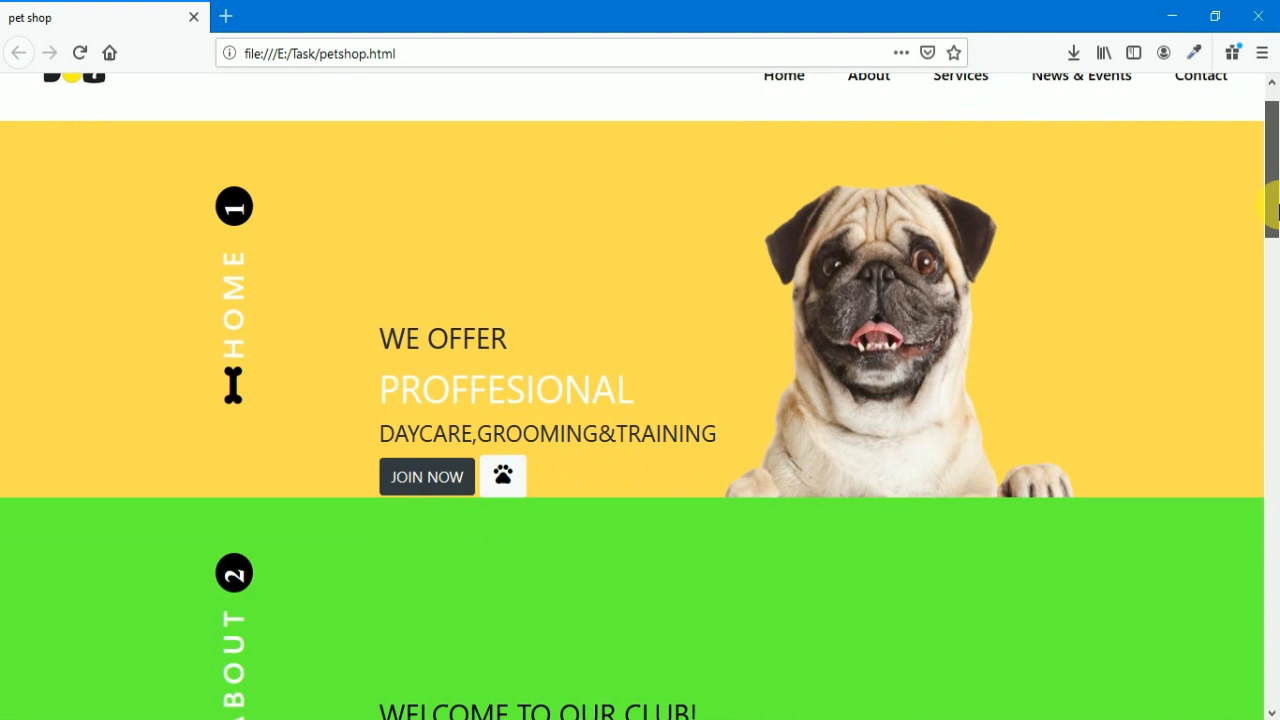 pet shop
file:///E:/Task/petshop.html
Home About Services News & Events Contact
1
HOME
WE OFFER
PROFFESIONAL
DAYCARE,GROOMING&TRAINING
JOIN NOW
2
ABOUT
WELCOME TO OUR CLUB!